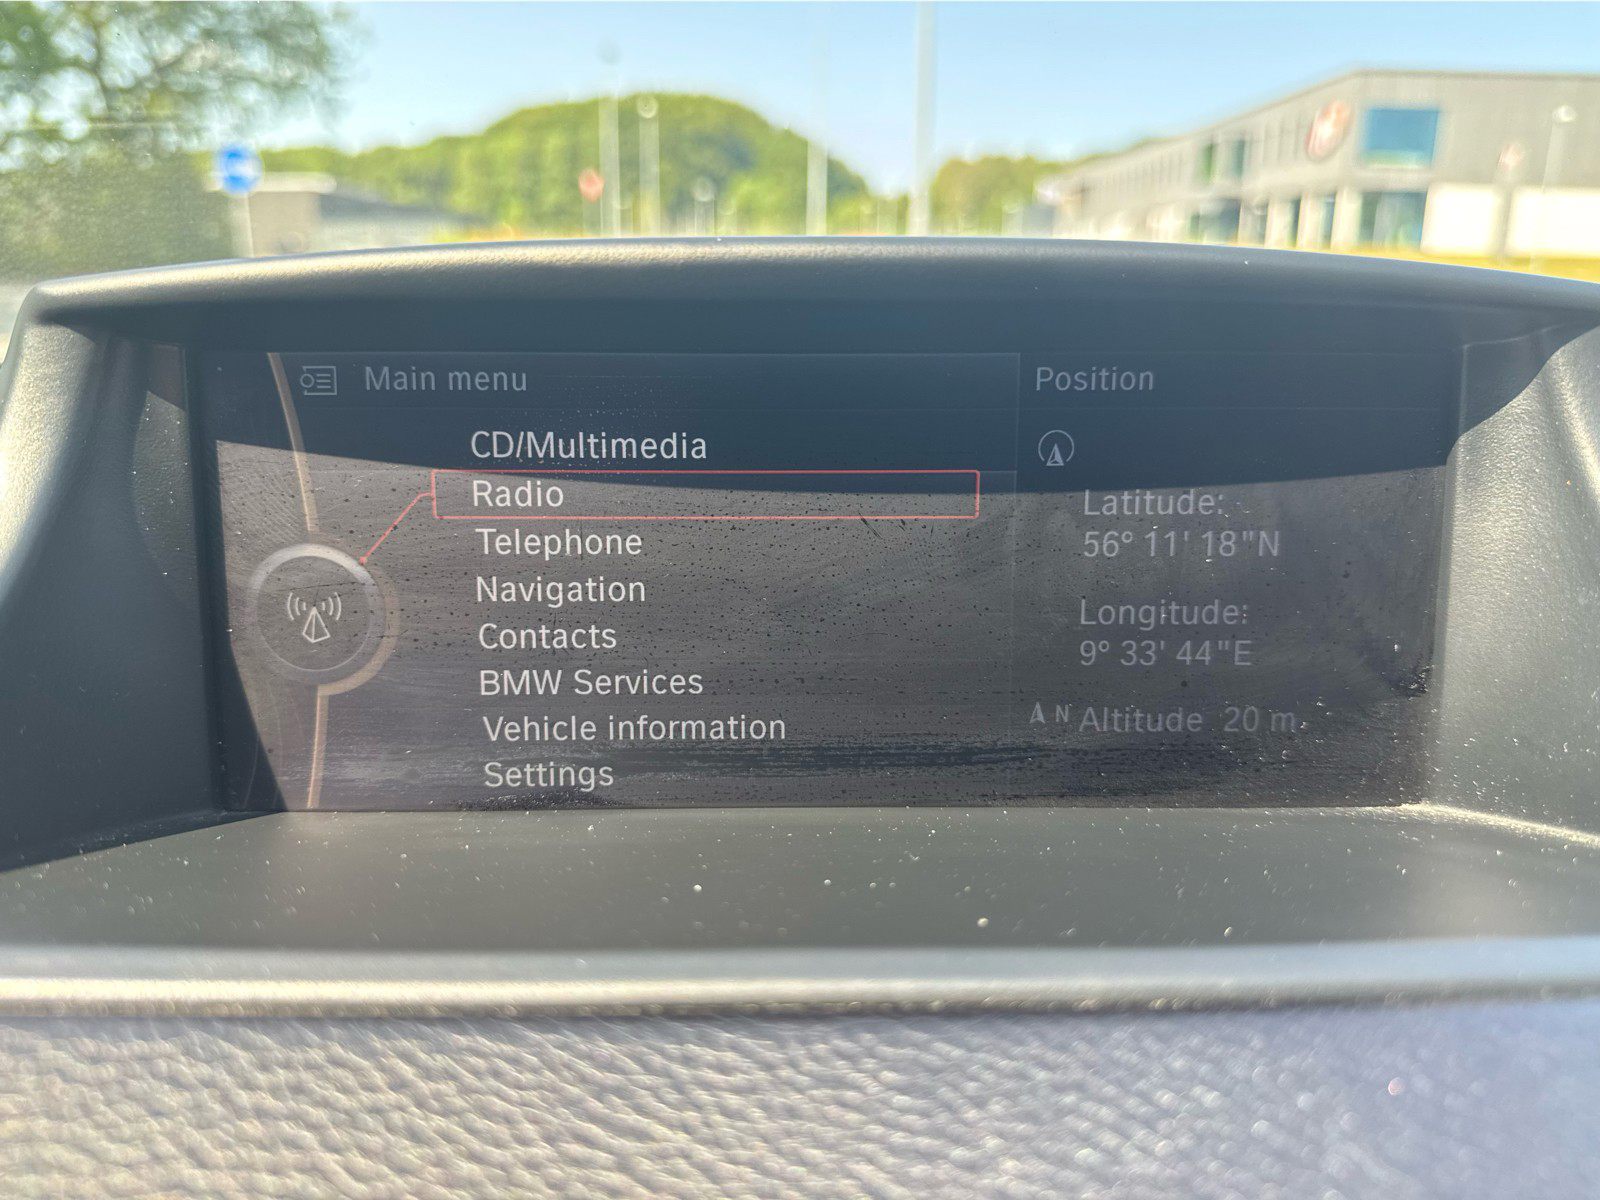 Main menu
CD/Multimedia
Radio
Telephone
Navigation
Contacts
BMW Services
Vehicle information
Settings
Position
Latitude:
56° 11' 18"N
Longitude:
9° 33' 44"E
N Altitude 20 m